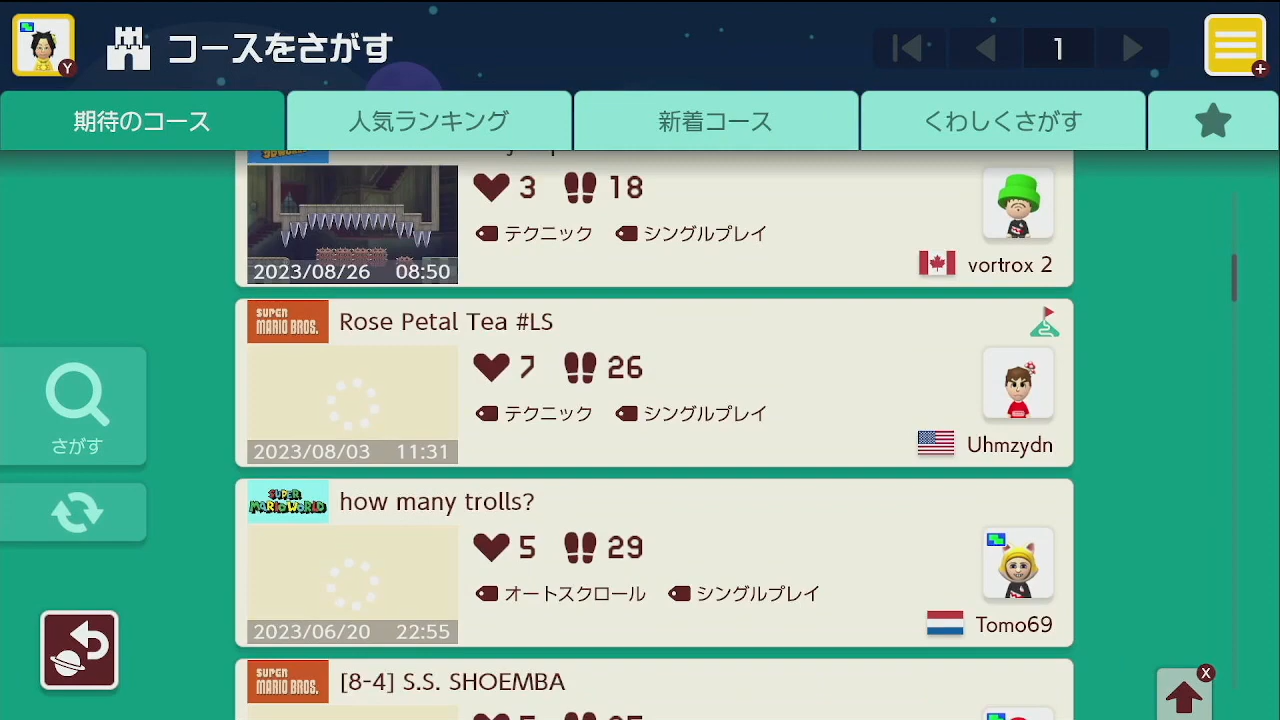 Y
コースをさがす
1
+
期待のコース
人気ランキング
新着コース
くわしくさがす
3
18
テクニック
シングルプレイ
2023/08/26 08:50
vortrox 2
SUPER MARIO BROS.
Rose Petal Tea #LS
7
26
テクニック
シングルプレイ
2023/08/03 11:31
Uhmzydn
さがす
SUPER MARIO WORLD
how many trolls?
5
29
オートスクロール
シングルプレイ
2023/06/20 22:55
Tomo69
SUPER MARIO BROS.
[8-4] S.S. SHOEMBA
X